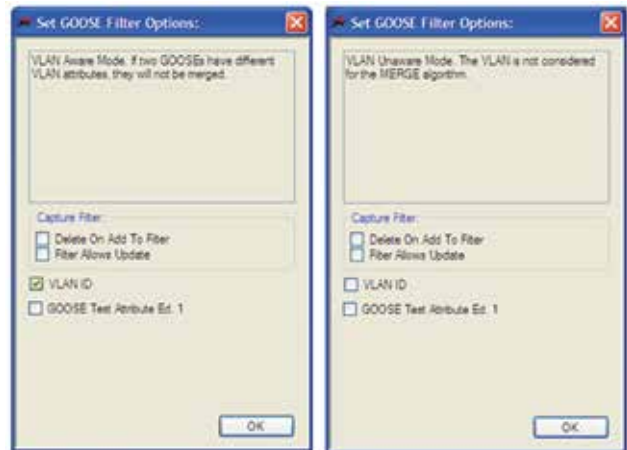 Set GOOSE Filter Options:
VLAN Aware Mode. If two GOOSEs have different
VLAN attributes, they will not be merged.
Capture Filter:
Delete On Add To Filter
Filter Allows Update
VLAN ID
GOOSE Test Attribute Ed. 1
OK
Set GOOSE Filter Options:
VLAN Unaware Mode. The VLAN is not considered
for the MERGE algorithm.
Capture Filter:
Delete On Add To Filter
Filter Allows Update
VLAN ID
GOOSE Test Attribute Ed. 1
OK